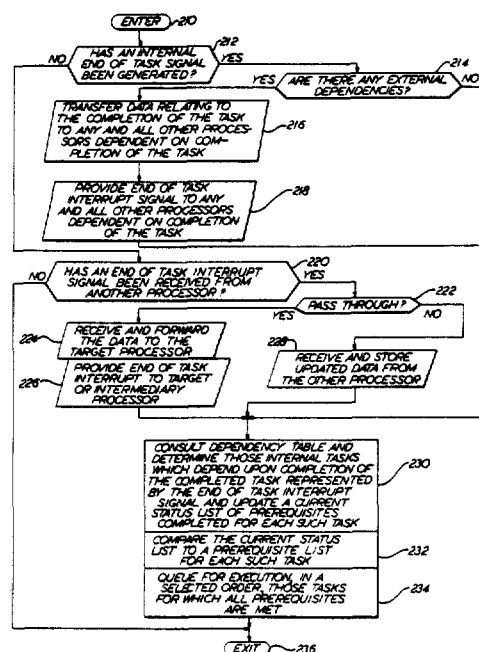 ENTER
210
212
HAS AN INTERNAL
END OF TASK SIGNAL
BEEN GENERATED?
NO
YES
214
ARE THERE ANY EXTERNAL
DEPENDENCIES?
YES
NO
TRANSFER DATA RELATING TO
THE COMPLETION OF THE TASK
TO ANY AND ALL OTHER PROCES-
SORS DEPENDENT ON COM-
PLETION OF THE TASK
216
PROVIDE END OF TASK
INTERRUPT SIGNAL TO ANY
AND ALL OTHER PROCESSORS
DEPENDENT ON COMPLETION
OF THE TASK
218
220
NO
HAS AN END OF TASK INTERRUPT
SIGNAL BEEN RECEIVED FROM
ANOTHER PROCESSOR?
YES
222
PASS THROUGH?
YES
NO
224
RECEIVE AND FORWARD
THE DATA TO THE
TARGET PROCESSOR
228
RECEIVE AND STORE
UPDATED DATA FROM
THE OTHER PROCESSOR
226
PROVIDE END OF TASK
INTERRUPT TO TARGET
OR INTERMEDIARY
PROCESSOR
CONSULT DEPENDENCY TABLE AND
DETERMINE THOSE INTERNAL TASKS
WHICH DEPEND UPON COMPLETION OF
THE COMPLETED TASK REPRESENTED
BY THE END OF TASK INTERRUPT
SIGNAL AND UPDATE A CURRENT
STATUS LIST OF PREREQUISITES
COMPLETED FOR EACH SUCH TASK
230
COMPARE THE CURRENT STATUS
LIST TO A PREREQUISITE LIST
FOR EACH SUCH TASK
232
QUEUE FOR EXECUTION, IN A
SELECTED ORDER, THOSE TASKS
FOR WHICH ALL PREREQUISITES
ARE MET
234
EXIT
236